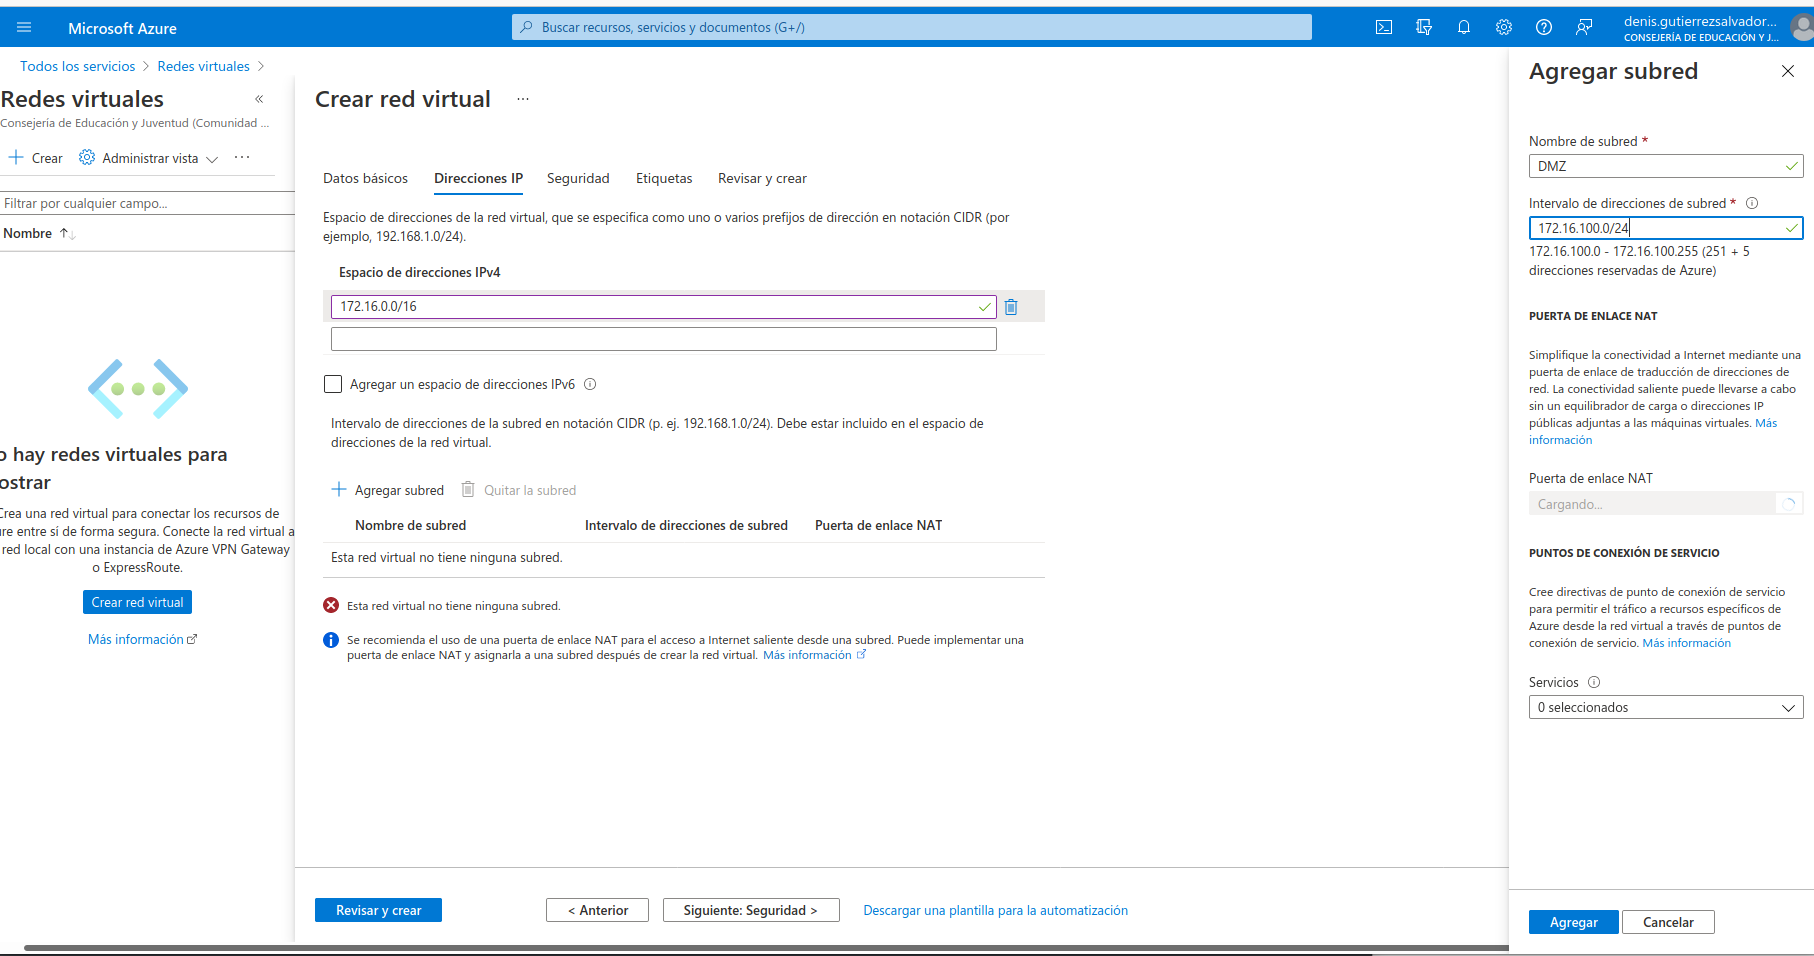 Microsoft Azure
Buscar recursos, servicios y documentos (G+/)
denis.gutierrezsalvador...
CONSEJERÍA DE EDUCACIÓN Y J...
Todos los servicios > Redes virtuales >
Redes virtuales «
Consejería de Educación y Juventud (Comunidad ...
+ Crear Administrar vista ...
Filtrar por cualquier campo...
Nombre ↑↓
o hay redes virtuales para
ostrar
Crea una red virtual para conectar los recursos de
re entre sí de forma segura. Conecte la red virtual a
red local con una instancia de Azure VPN Gateway
o ExpressRoute.
Crear red virtual
Más información
Crear red virtual ...
Datos básicos Direcciones IP Seguridad Etiquetas Revisar y crear
Espacio de direcciones de la red virtual, que se especifica como uno o varios prefijos de dirección en notación CIDR (por
ejemplo, 192.168.1.0/24).
Espacio de direcciones IPv4
172.16.0.0/16
Agregar un espacio de direcciones IPv6
Intervalo de direcciones de la subred en notación CIDR (p. ej. 192.168.1.0/24). Debe estar incluido en el espacio de
direcciones de la red virtual.
+ Agregar subred Quitar la subred
Nombre de subred Intervalo de direcciones de subred Puerta de enlace NAT
Esta red virtual no tiene ninguna subred.
Esta red virtual no tiene ninguna subred.
Se recomienda el uso de una puerta de enlace NAT para el acceso a Internet saliente desde una subred. Puede implementar una
puerta de enlace NAT y asignarla a una subred después de crear la red virtual. Más información
Revisar y crear < Anterior Siguiente: Seguridad > Descargar una plantilla para la automatización
Agregar subred
Nombre de subred *
DMZ
Intervalo de direcciones de subred *
172.16.100.0/24
172.16.100.0 - 172.16.100.255 (251 + 5
direcciones reservadas de Azure)
PUERTA DE ENLACE NAT
Simplifique la conectividad a Internet mediante una
puerta de enlace de traducción de direcciones de
red. La conectividad saliente puede llevarse a cabo
sin un equilibrador de carga o direcciones IP
públicas adjuntas a las máquinas virtuales. Más
información
Puerta de enlace NAT
Cargando...
PUNTOS DE CONEXIÓN DE SERVICIO
Cree directivas de punto de conexión de servicio
para permitir el tráfico a recursos específicos de
Azure desde la red virtual a través de puntos de
conexión de servicio. Más información
Servicios
0 seleccionados
Agregar Cancelar